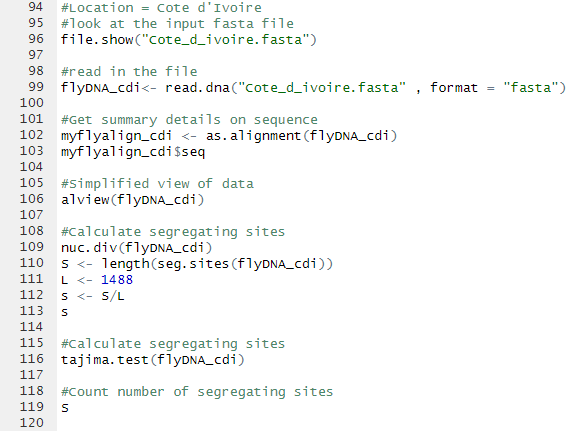 94 #Location = Cote d'Ivoire
95 #look at the input fasta file
96 file.show("Cote_d_ivoire.fasta")
97
98 #read in the file
99 flyDNA_cdi<- read.dna("Cote_d_ivoire.fasta" , format = "fasta")
100
101 #Get summary details on sequence
102 myflyalign_cdi <- as.alignment(flyDNA_cdi)
103 myflyalign_cdi$seq
104
105 #Simplified view of data
106 alview(flyDNA_cdi)
107
108 #Calculate segregating sites
109 nuc.div(flyDNA_cdi)
110 S <- length(seg.sites(flyDNA_cdi))
111 L <- 1488
112 s <- S/L
113 s
114
115 #Calculate segregating sites
116 tajima.test(flyDNA_cdi)
117
118 #Count number of segregating sites
119 S
120